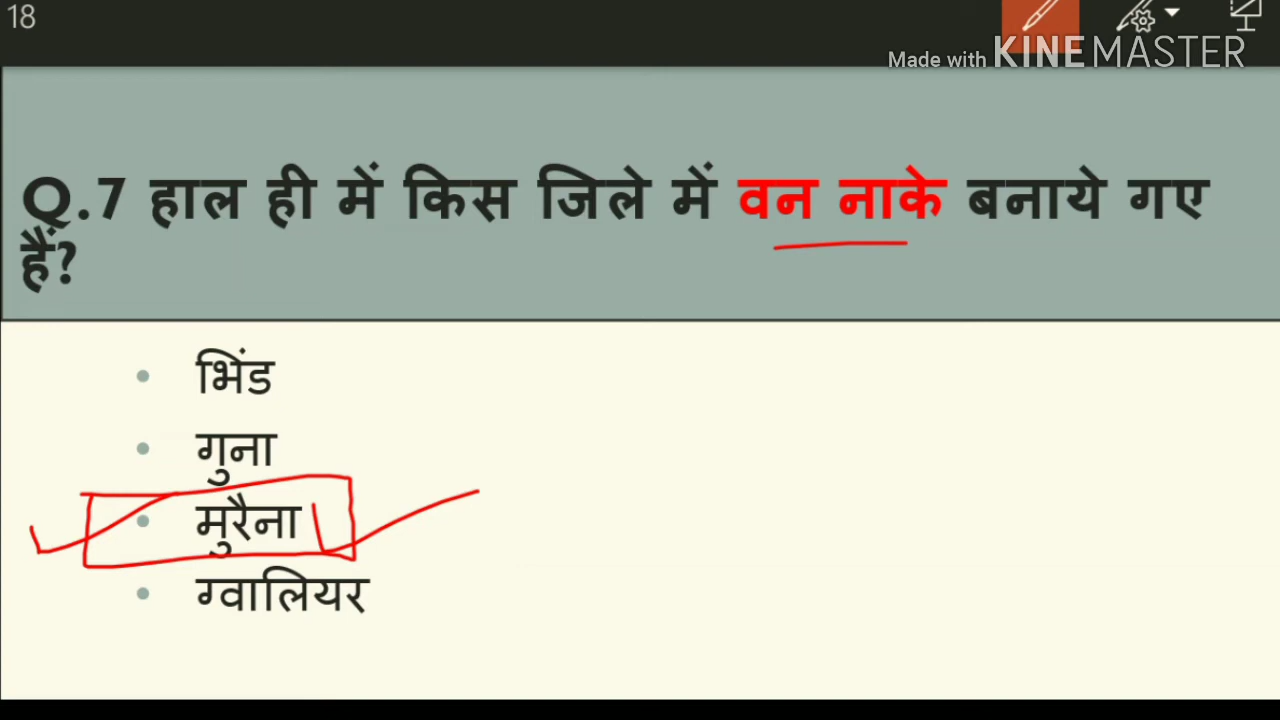 18
Made with KINEMASTER
Q.7 हाल ही में किस जिले में वन नाके बनाये गए
हैं?
• भिंड
• गुना
• मुरैना
• ग्वालियर